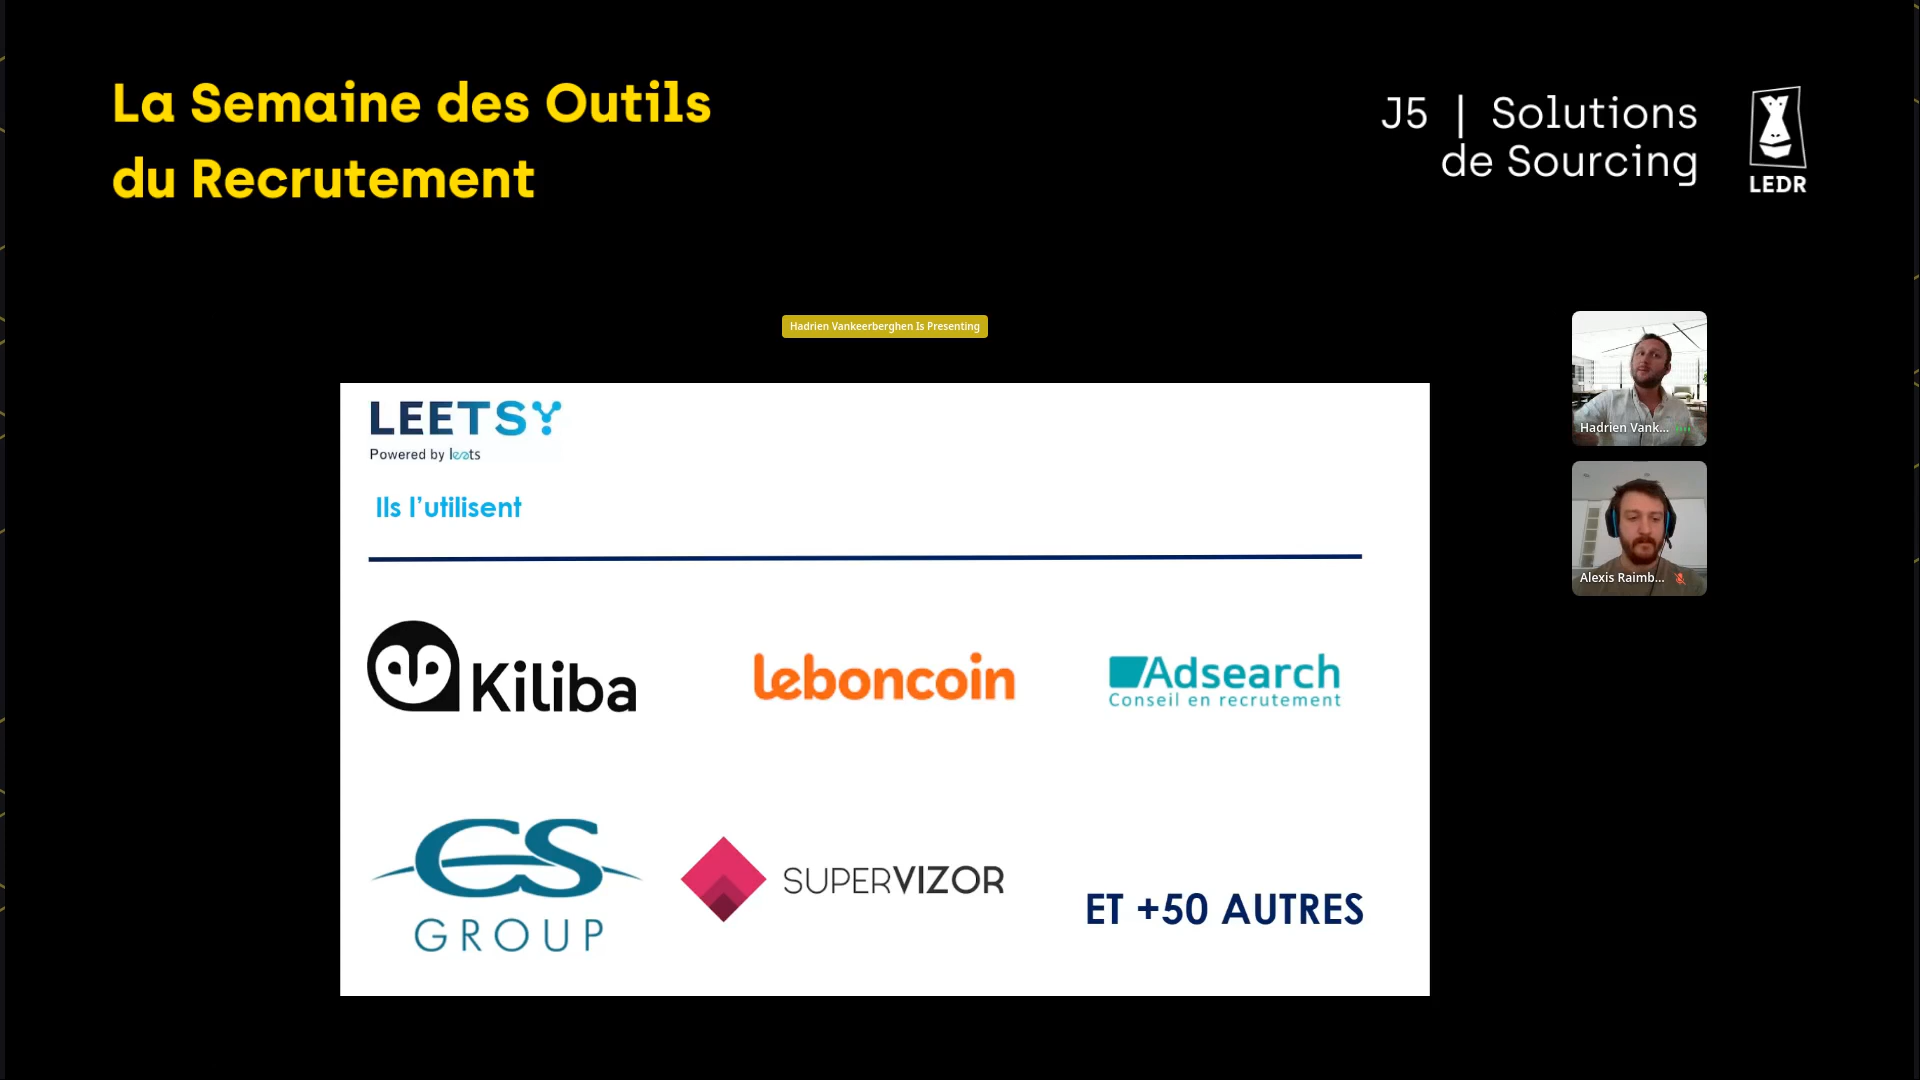 La Semaine des Outils
du Recrutement
J5 | Solutions
de Sourcing
LEDR
Hadrien Vankeerberghen Is Presenting
Hadrien Vank...
Alexis Raimb...
LEETSY
Powered by leets
Ils l'utilisent
Kiliba
leboncoin
Adsearch
Conseil en recrutement
CS
GROUP
SUPERVIZOR
ET +50 AUTRES